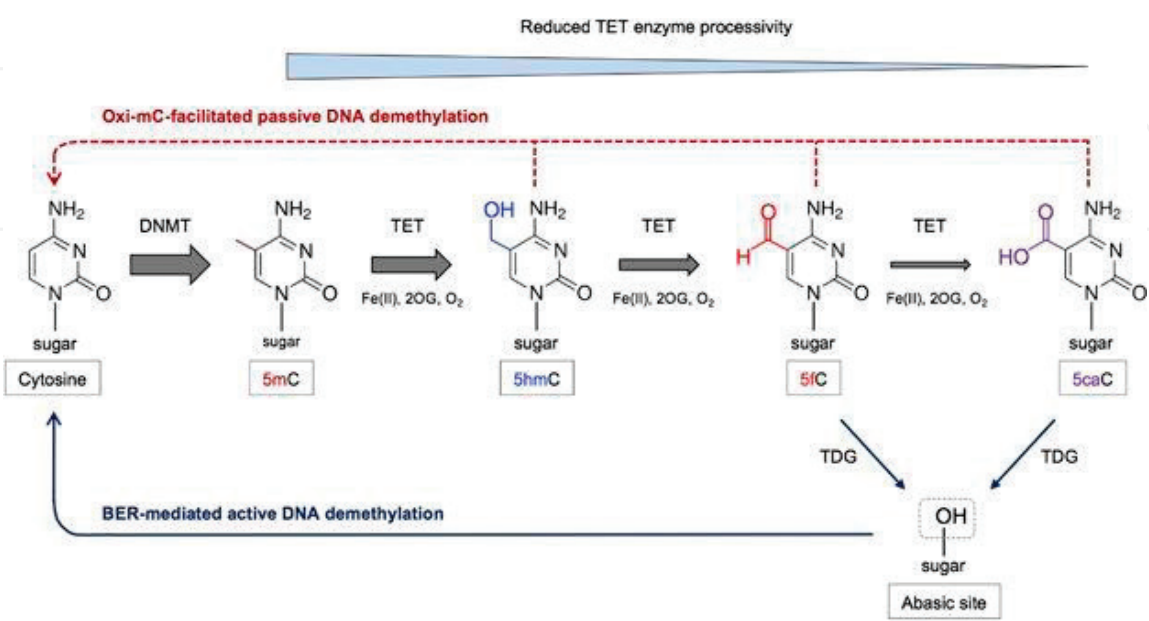 Reduced TET enzyme processivity
Oxi-mC-facilitated passive DNA demethylation
NH2
N
N
O
sugar
Cytosine
DNMT
NH2
N
N
O
sugar
5mC
TET
Fe(II), 2OG, O2
OH
NH2
N
N
O
sugar
5hmC
TET
Fe(II), 2OG, O2
O
H
NH2
N
N
O
sugar
5fC
TET
Fe(II), 2OG, O2
O
HO
NH2
N
N
O
sugar
5caC
TDG
TDG
BER-mediated active DNA demethylation
OH
sugar
Abasic site